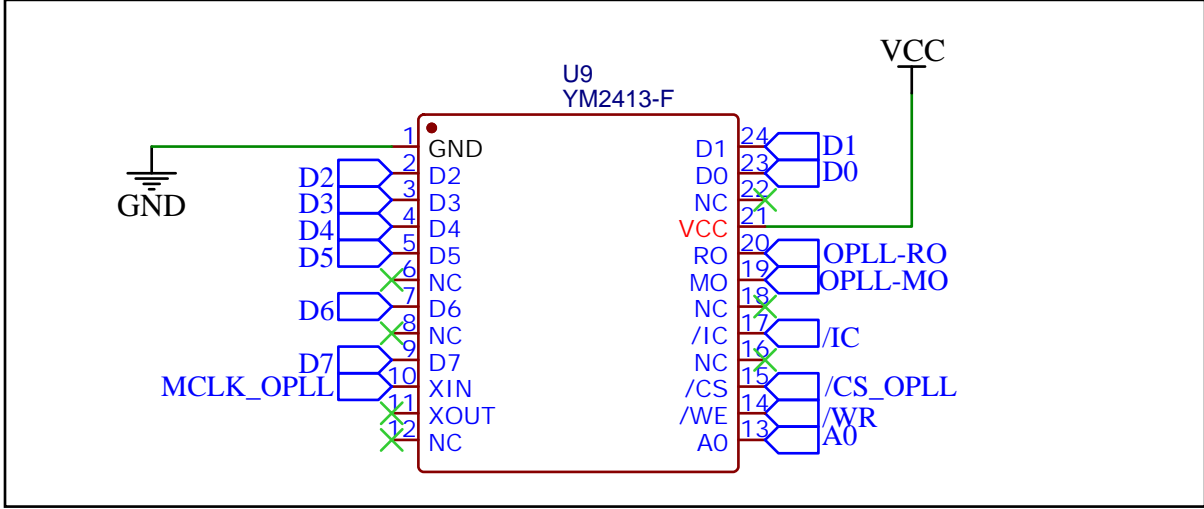 VCC
U9
YM2413-F
GND
1 GND
D2 2 D2
D3 3 D3
D4 4 D4
D5 5 D5
6 NC
D6 7 D6
8 NC
D7 9 D7
MCLK_OPLL 10 XIN
11 XOUT
12 NC
D1 24 D1
D0 23 D0
NC 22
VCC 21
RO 20 OPLL-RO
MO 19 OPLL-MO
NC 18
/IC 17 /IC
NC 16
/CS 15 /CS_OPLL
/WE 14 /WR
A0 13 A0